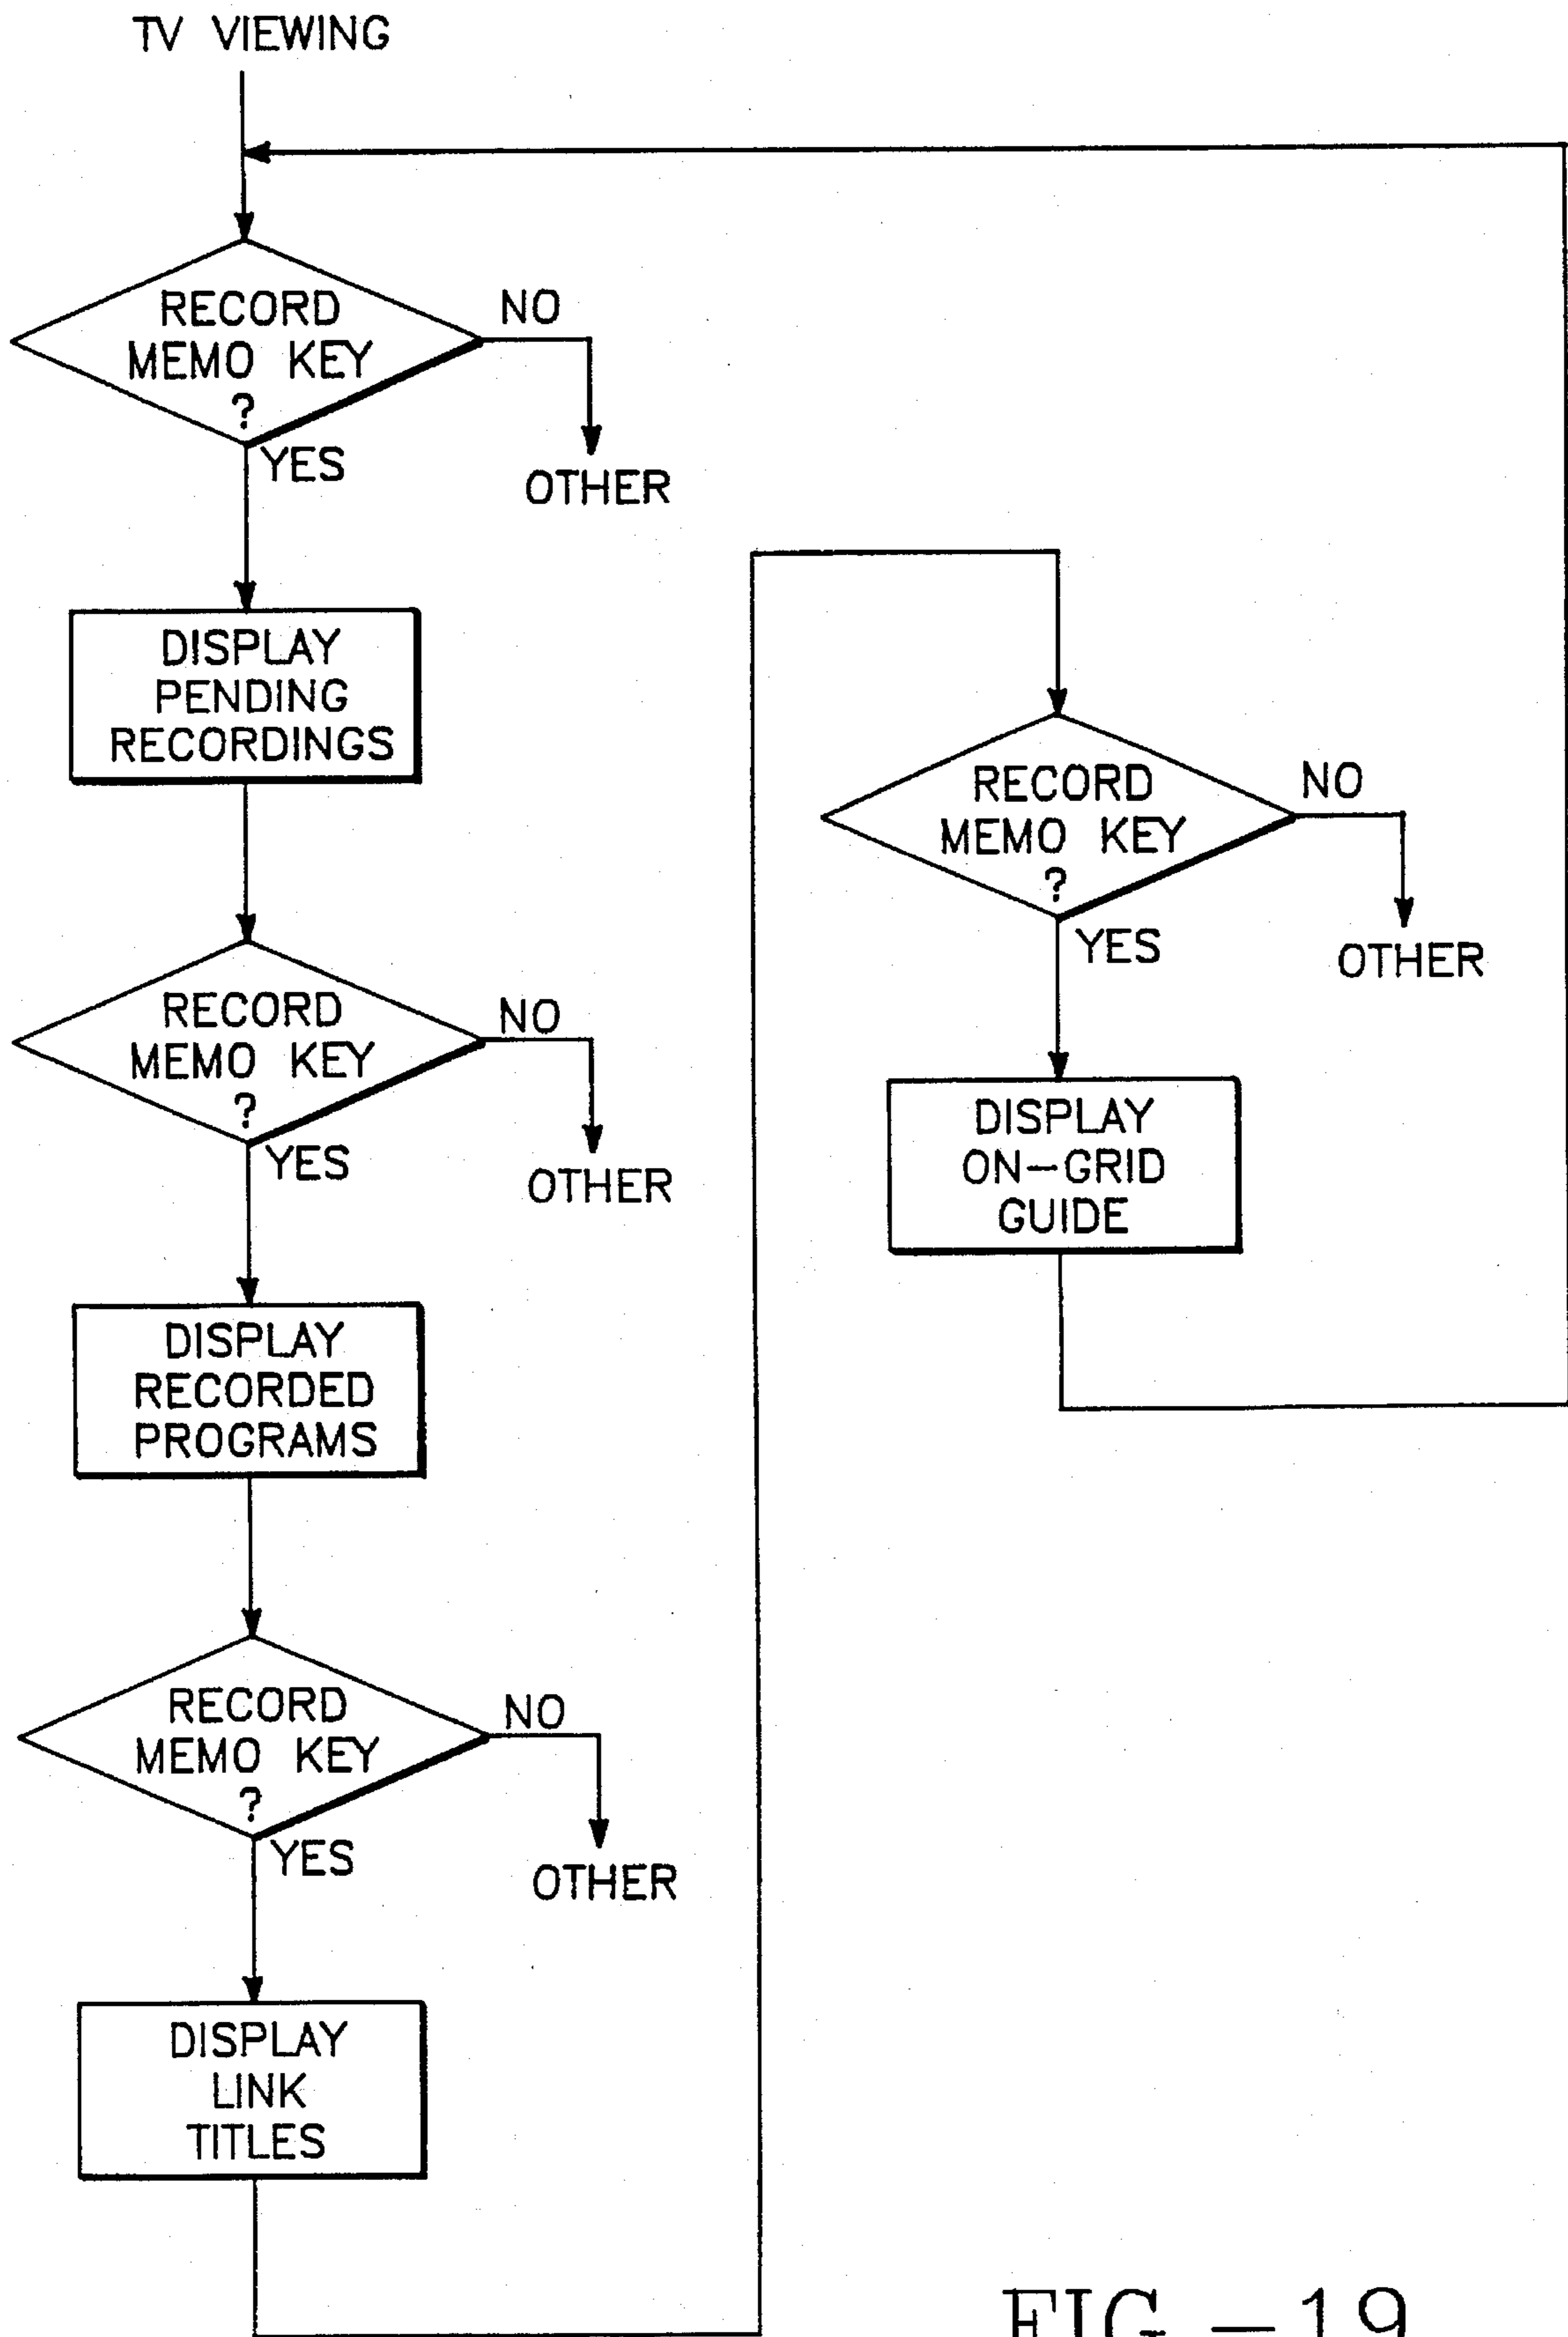 TV VIEWING
RECORD
MEMO KEY
?
NO
YES
OTHER
DISPLAY
PENDING
RECORDINGS
RECORD
MEMO KEY
?
NO
YES
OTHER
DISPLAY
RECORDED
PROGRAMS
RECORD
MEMO KEY
?
NO
YES
OTHER
DISPLAY
LINK
TITLES
RECORD
MEMO KEY
?
NO
YES
OTHER
DISPLAY
ON-GRID
GUIDE
FIG.-19